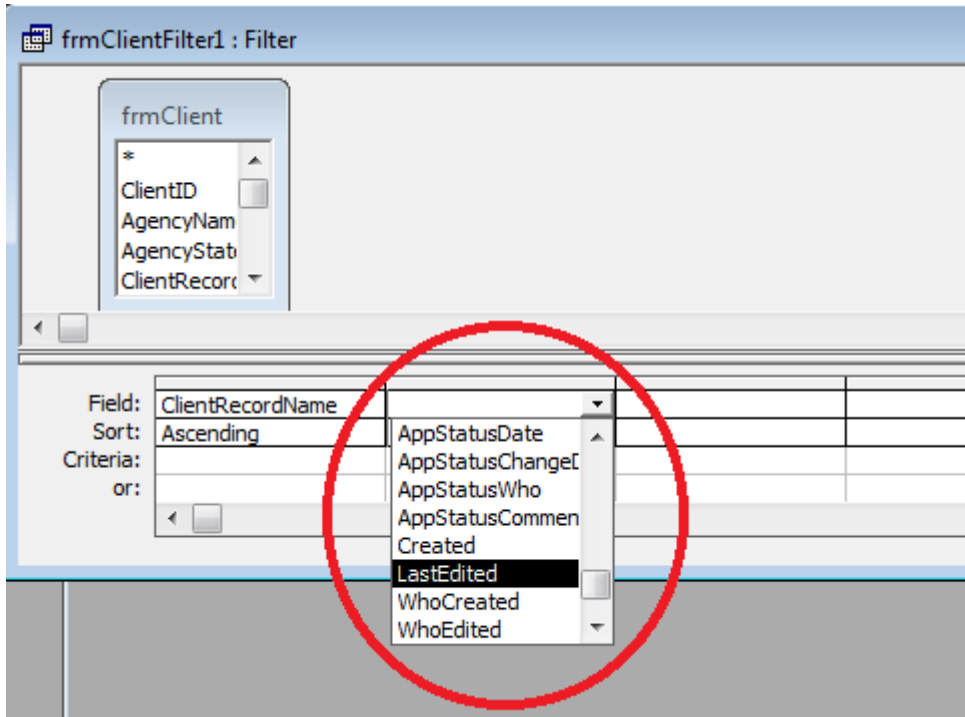 frmClientFilter1 : Filter
frmClient
*
ClientID
AgencyNam
AgencyStat
ClientRecor
Field: ClientRecordName
Sort: Ascending
Criteria:
or:
AppStatusDate
AppStatusChangeD
AppStatusWho
AppStatusCommen
Created
LastEdited
WhoCreated
WhoEdited